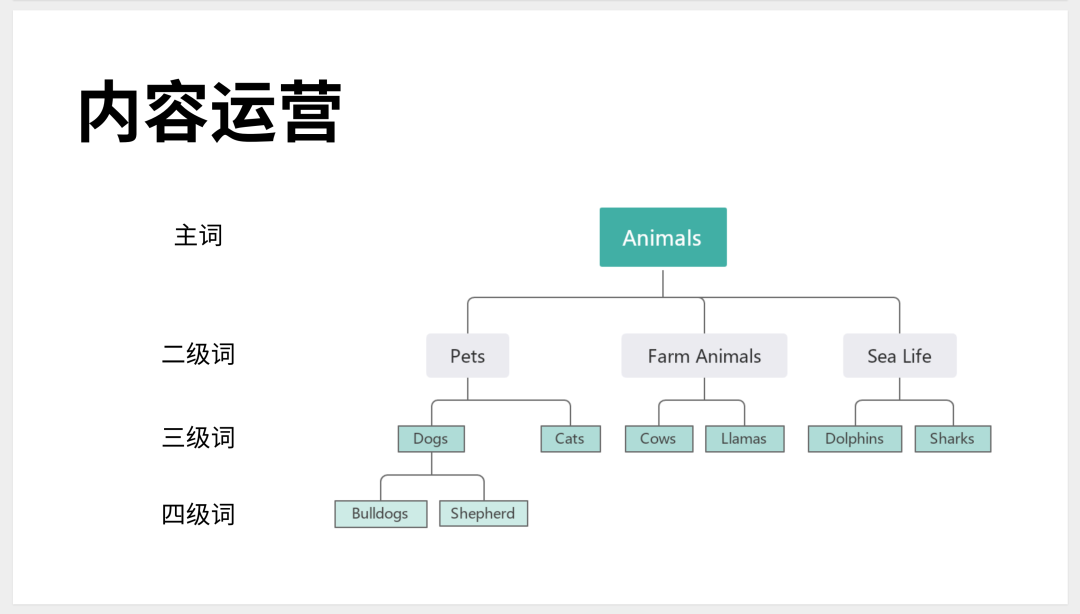 内容运营
主词
Animals
二级词
Pets
Farm Animals
Sea Life
三级词
Dogs
Cats
Cows
Llamas
Dolphins
Sharks
四级词
Bulldogs
Shepherd